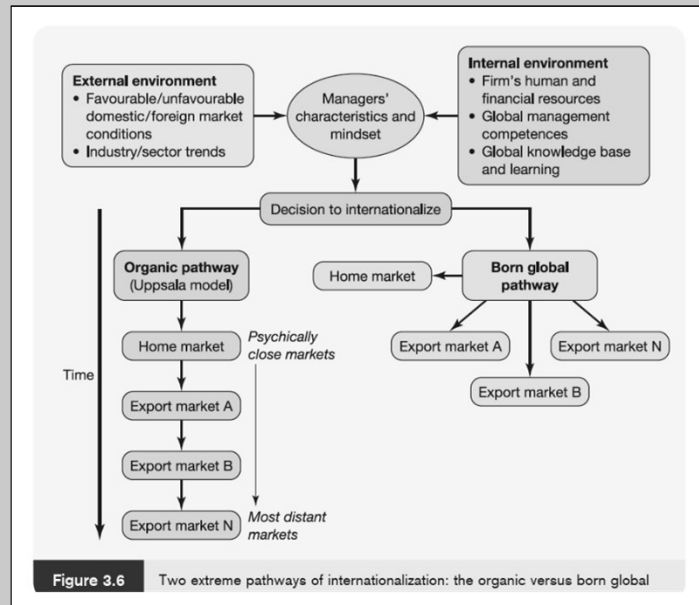 External environment
• Favourable/unfavourable
domestic/foreign market
conditions
• Industry/sector trends
Managers'
characteristics and
mindset
Internal environment
• Firm's human and
financial resources
• Global management
competences
• Global knowledge base
and learning
Decision to internationalize
Organic pathway
(Uppsala model)
Born global
pathway
Home market
Home market
Psychically
close markets
Export market A
Export market N
Export market B
Time
Export market A
Export market B
Export market N
Most distant
markets
Figure 3.6 Two extreme pathways of internationalization: the organic versus born global